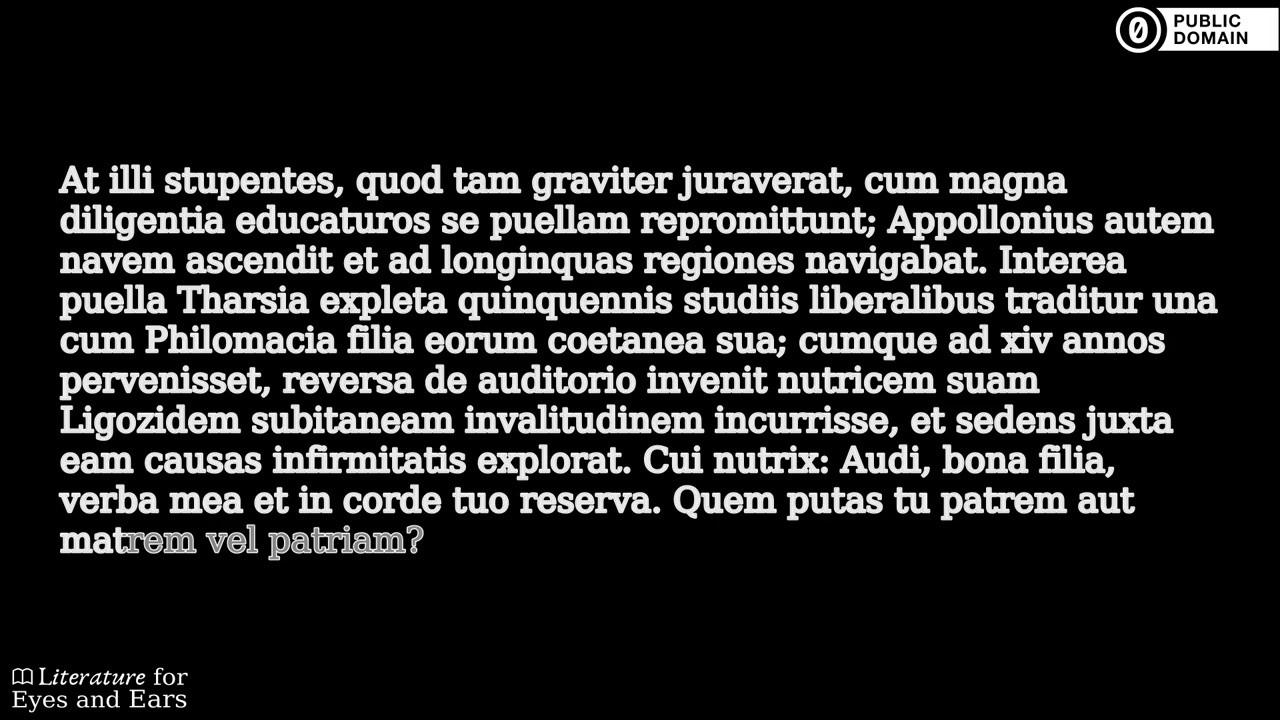 PUBLIC
DOMAIN
At illi stupentes, quod tam graviter juraverat, cum magna
diligentia educaturos se puellam repromittunt; Appollonius autem
navem ascendit et ad longinquas regiones navigabat. Interea
puella Tharsia expleta quinquennis studiis liberalibus traditur una
cum Philomacia filia eorum coetanea sua; cumque ad xiv annos
pervenisset, reversa de auditorio invenit nutricem suam
Ligozidem subitaneam invalitudinem incurrisse, et sedens juxta
eam causas infirmitatis explorat. Cui nutrix: Audi, bona filia,
verba mea et in corde tuo reserva. Quem putas tu patrem aut
matrem vel patriam?
Literature for
Eyes and Ears